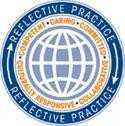 REFLECTIVE PRACTICE
COMPETENT • CARING • COMMITTED
CULTURALLY RESPONSIVE • COLLABORATIVE
REFLECTIVE PRACTICE